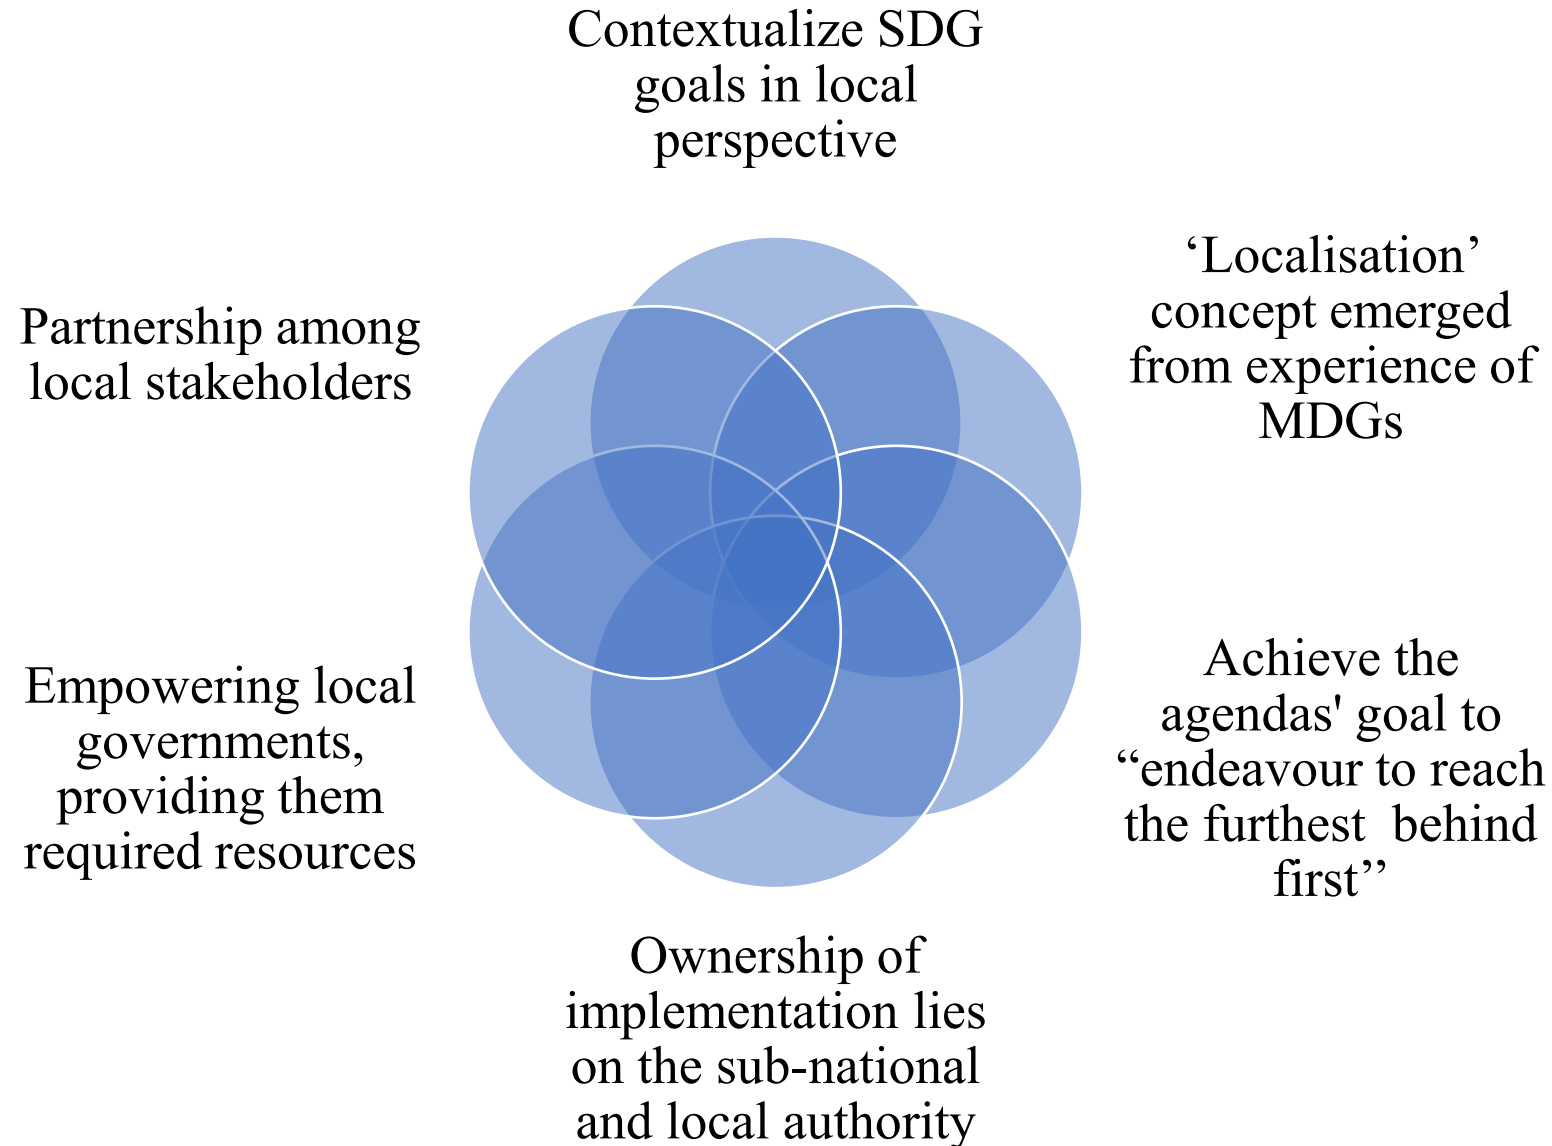 Contextualize SDG
goals in local
perspective
‘Localisation’
concept emerged
from experience of
MDGs
Achieve the
agendas' goal to
“endeavour to reach
the furthest  behind
first’’
Ownership of
implementation lies
on the sub-national
and local authority
Empowering local
governments,
providing them
required resources
Partnership among
local stakeholders